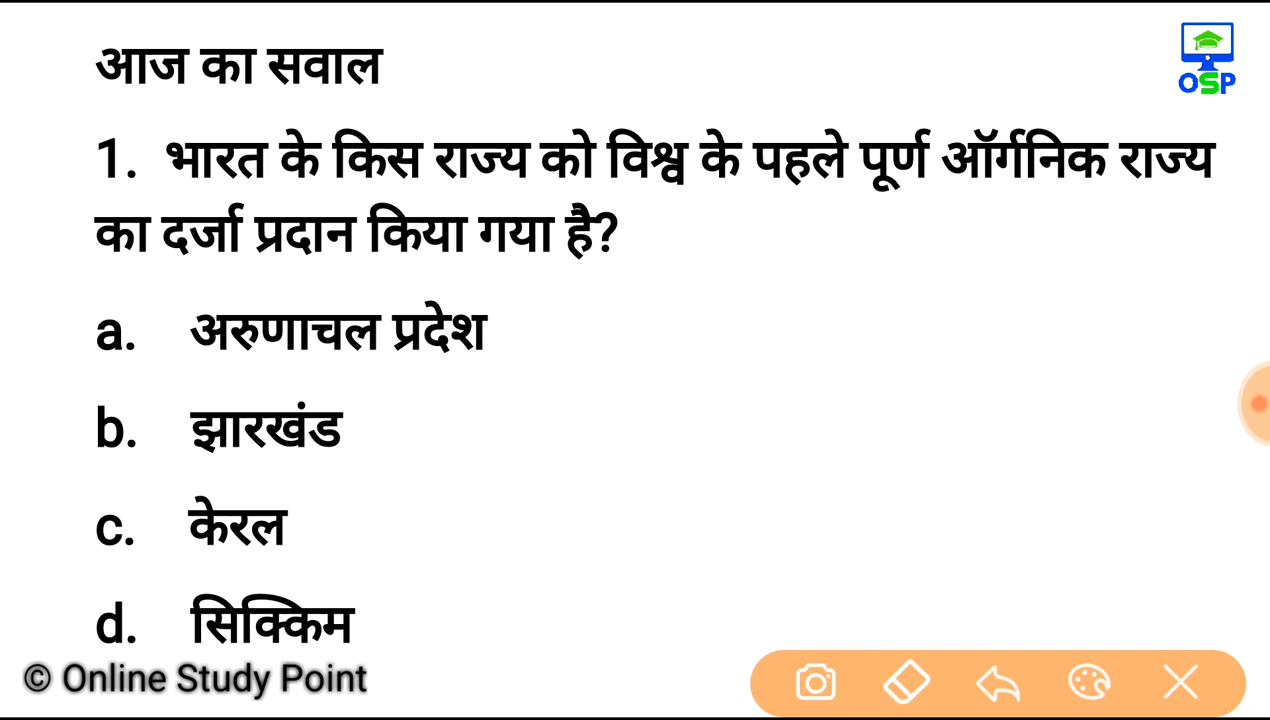 आज का सवाल
OSP
1. भारत के किस राज्य को विश्व के पहले पूर्ण ऑर्गनिक राज्य
का दर्जा प्रदान किया गया है?
a. अरुणाचल प्रदेश
b. झारखंड
c. केरल
d. सिक्किम
© Online Study Point